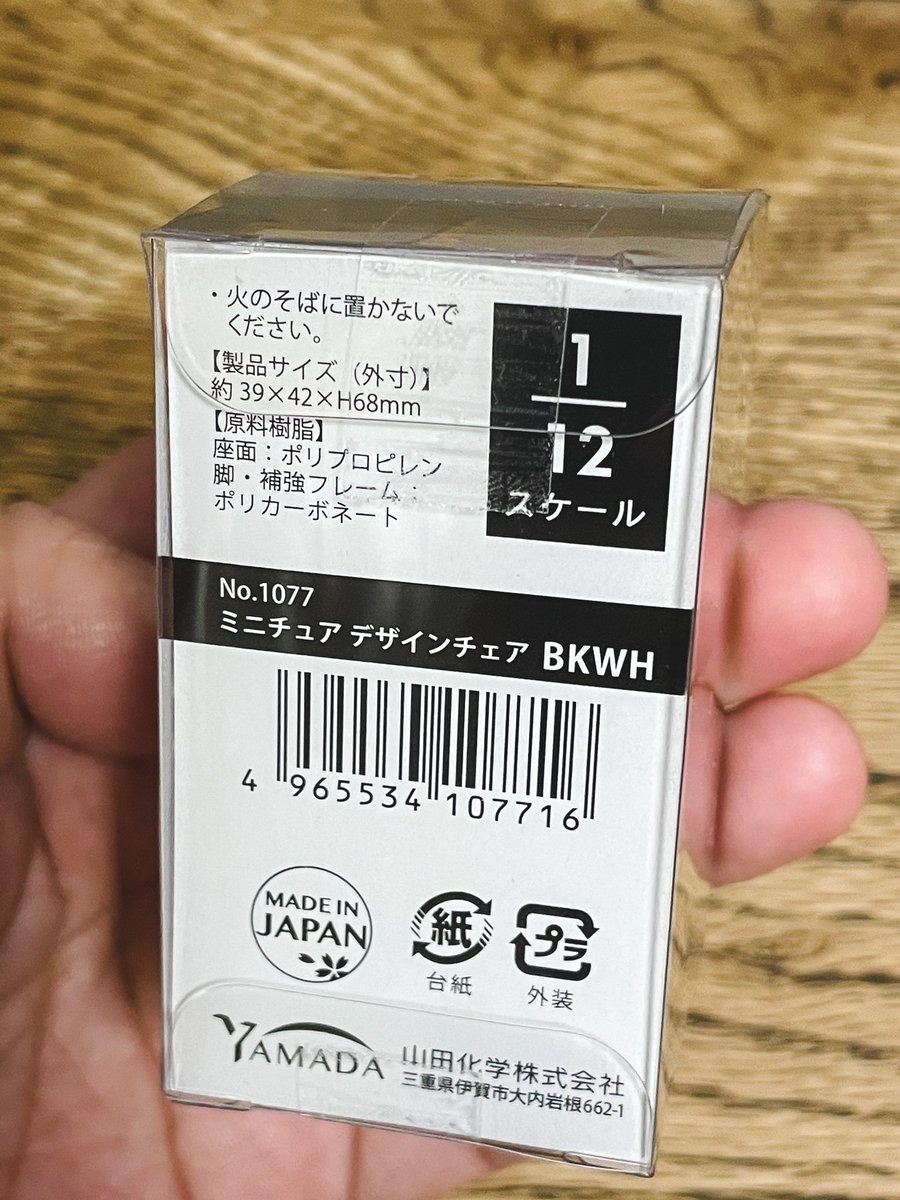 ・火のそばに置かないで
ください。
【製品サイズ（外寸）】
約 39×42×H68mm
【原料樹脂】
座面：ポリプロピレン
脚・補強フレーム：
ポリカーボネート
1
12
スケール
No.1077
ミニチュア デザインチェア BKWH
4 965534 107716
MADE IN
JAPAN
紙
台紙
プラ
外装
YAMADA
山田化学株式会社
三重県伊賀市大内岩根662-1